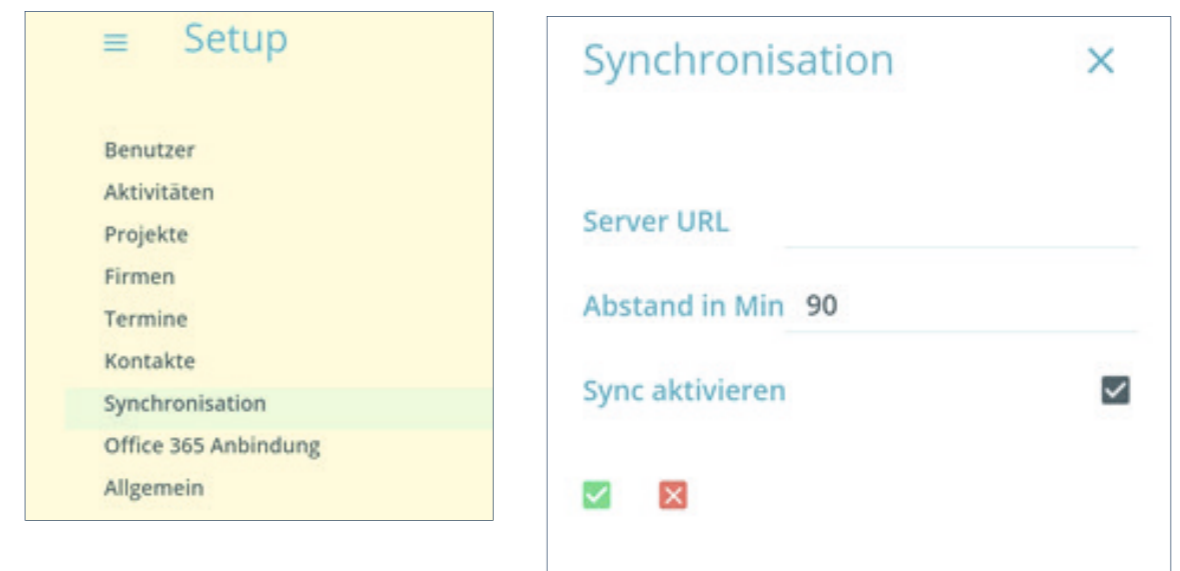 Setup
Benutzer
Aktivitäten
Projekte
Firmen
Termine
Kontakte
Synchronisation
Office 365 Anbindung
Allgemein
Synchronisation
Server URL
Abstand in Min 90
Sync aktivieren